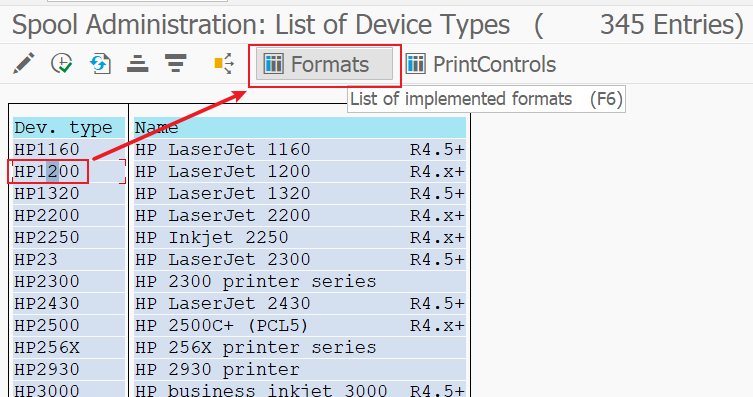 Spool Administration: List of Device Types ( 345 Entries)
Formats PrintControls
List of implemented formats (F6)
Dev. type Name
HP1160 HP LaserJet 1160 R4.5+
HP1200 HP LaserJet 1200 R4.x+
HP1320 HP LaserJet 1320 R4.5+
HP2200 HP LaserJet 2200 R4.x+
HP2250 HP Inkjet 2250 R4.x+
HP23 HP LaserJet 2300 R4.5+
HP2300 HP 2300 printer series
HP2430 HP LaserJet 2430 R4.5+
HP2500 HP 2500C+ (PCL5) R4.x+
HP256X HP 256X printer series
HP2930 HP 2930 printer
HP3000 HP business inkjet 3000 R4.5+